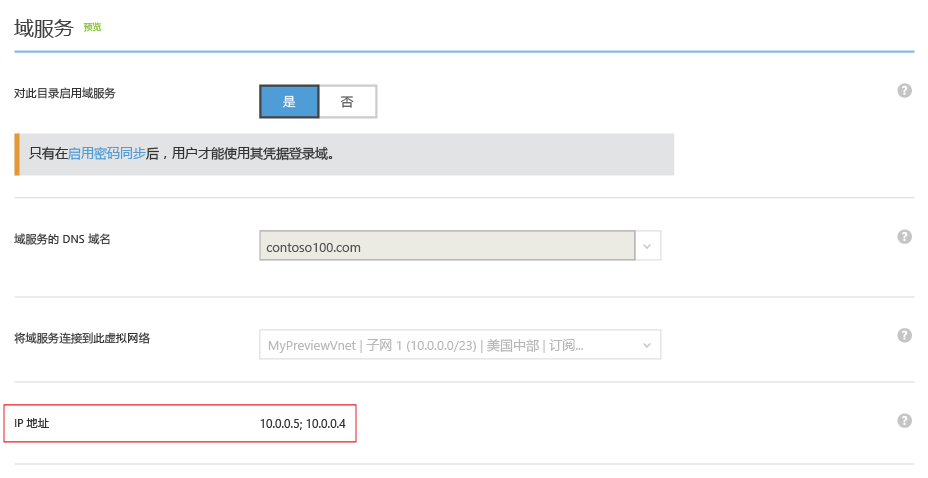 域服务 预览
对此目录启用域服务 是 否 ?
只有在启用密码同步后，用户才能使用其凭据登录域。
域服务的 DNS 域名 contoso100.com ?
将域服务连接到此虚拟网络 MyPreviewVnet | 子网 1 (10.0.0.0/23) | 美国中部 | 订阅... ?
IP 地址 10.0.0.5; 10.0.0.4 ?